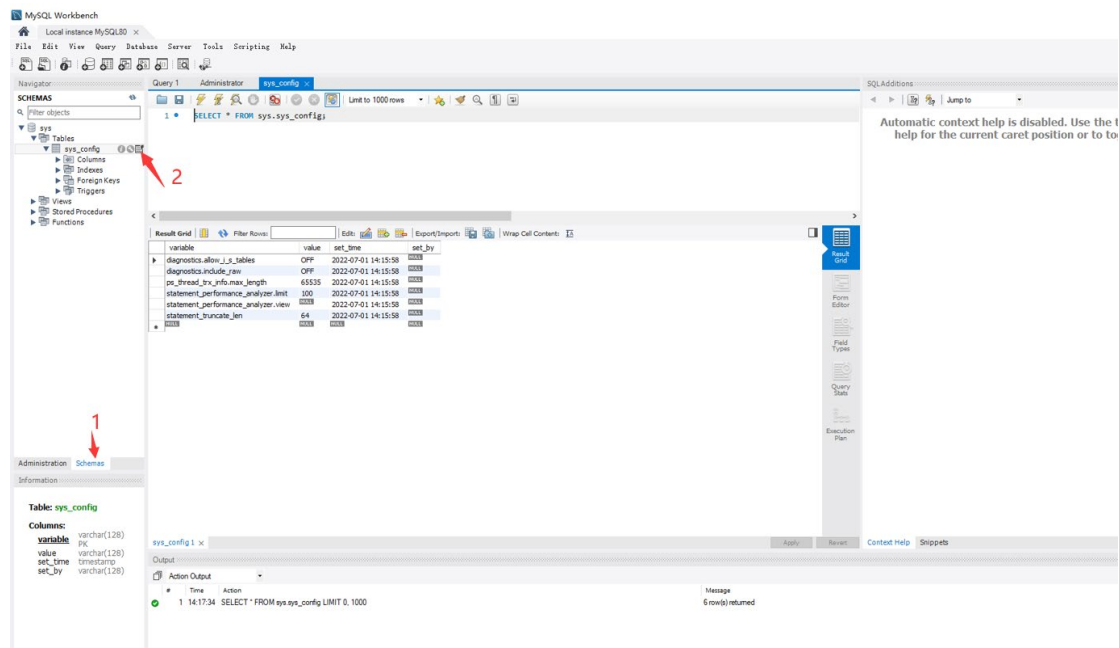 MySQL Workbench
Local instance MySQL80 ×
File Edit View Query Database Server Tools Scripting Help
Navigator
SCHEMAS
Filter objects
sys
Tables
sys_config
Columns
Indexes
Foreign Keys
Triggers
Views
Stored Procedures
Functions
2
1
Administration Schemas
Information
Table: sys_config
Columns:
variable varchar(128) PK
value varchar(128)
set_time timestamp
set_by varchar(128)
Query 1 Administrator sys_config ×
Limit to 1000 rows
1 SELECT * FROM sys.sys_config;
Result Grid Filter Rows: Edit: Export/Import: Wrap Cell Content:
variable value set_time set_by
diagnostics.allow_i_s_tables OFF 2022-07-01 14:15:58 NULL
diagnostics.include_raw OFF 2022-07-01 14:15:58 NULL
ps_thread_trx_info.max_length 65535 2022-07-01 14:15:58 NULL
statement_performance_analyzer.limit 100 2022-07-01 14:15:58 NULL
statement_performance_analyzer.view NULL 2022-07-01 14:15:58 NULL
statement_truncate_len 64 2022-07-01 14:15:58 NULL
NULL NULL NULL NULL
Result Grid
Form Editor
Field Types
Query Stats
Execution Plan
sys_config 1 × Apply Revert
Output
Action Output
# Time Action Message
1 14:17:34 SELECT * FROM sys.sys_config LIMIT 0, 1000 6 row(s) returned
SQLAdditions
Jump to
Automatic context help is disabled. Use the t
help for the current caret position or to to
Context Help Snippets